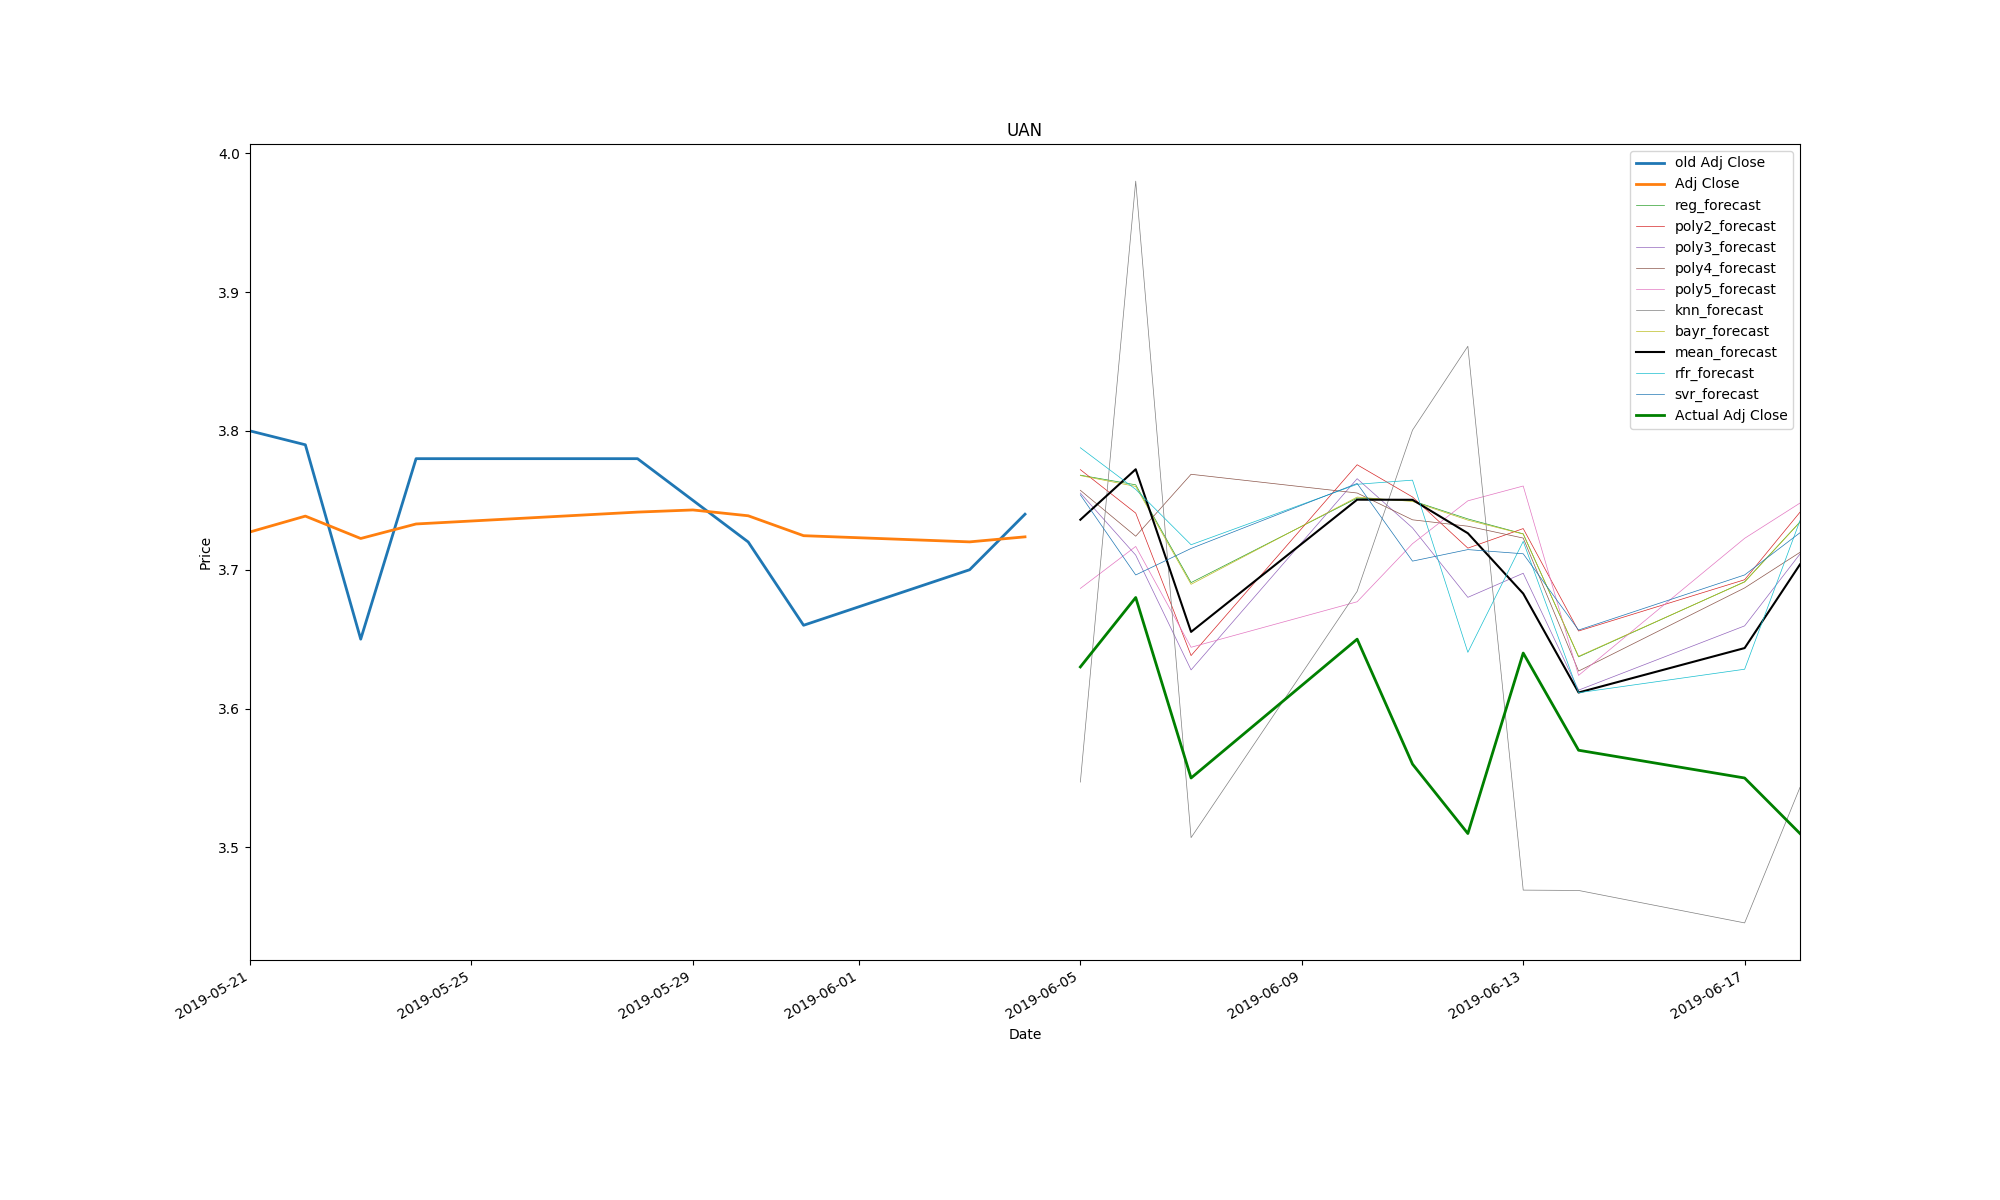 UAN
4.0
3.9
3.8
3.7
3.6
3.5
Price
old Adj Close
Adj Close
reg_forecast
poly2_forecast
poly3_forecast
poly4_forecast
poly5_forecast
knn_forecast
bayr_forecast
mean_forecast
rfr_forecast
svr_forecast
Actual Adj Close
2019-05-21
2019-05-25
2019-05-29
2019-06-01
2019-06-05
2019-06-09
2019-06-13
2019-06-17
Date